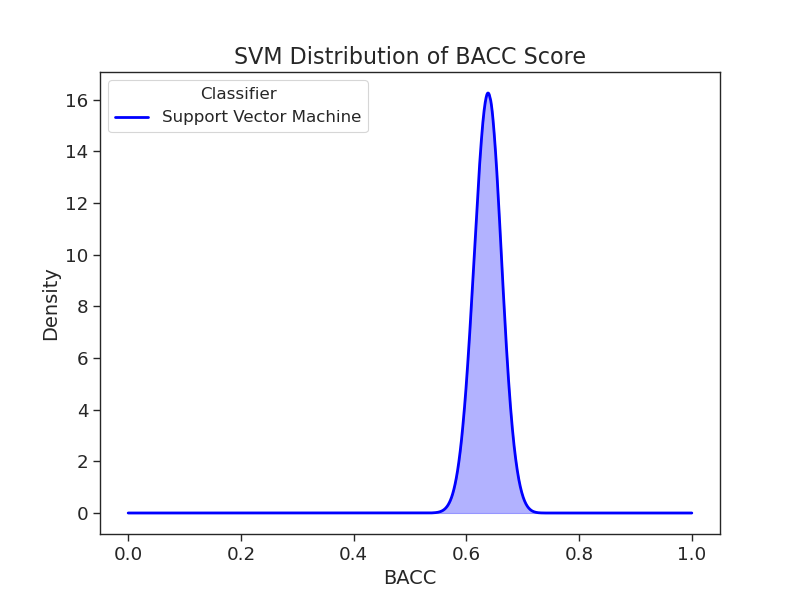 SVM Distribution of BACC Score
Classifier
Support Vector Machine
16
14
12
10
8
6
4
2
0
Density
0.0 0.2 0.4 0.6 0.8 1.0
BACC